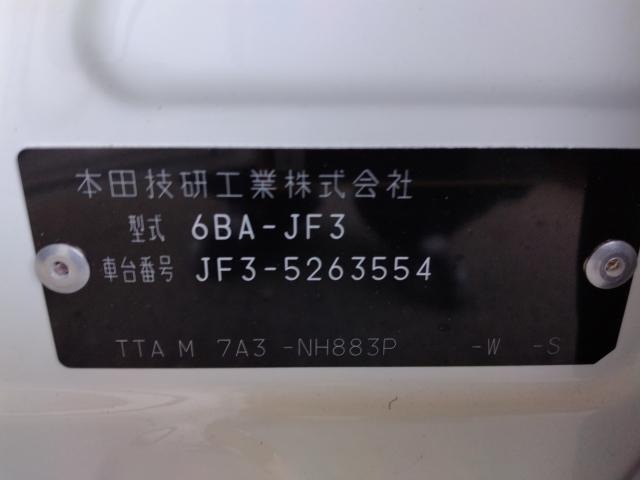 本田技研工業株式会社
型式 6BA-JF3
車台番号 JF3-5263554
TTA M 7A3 -NH883P -W -S